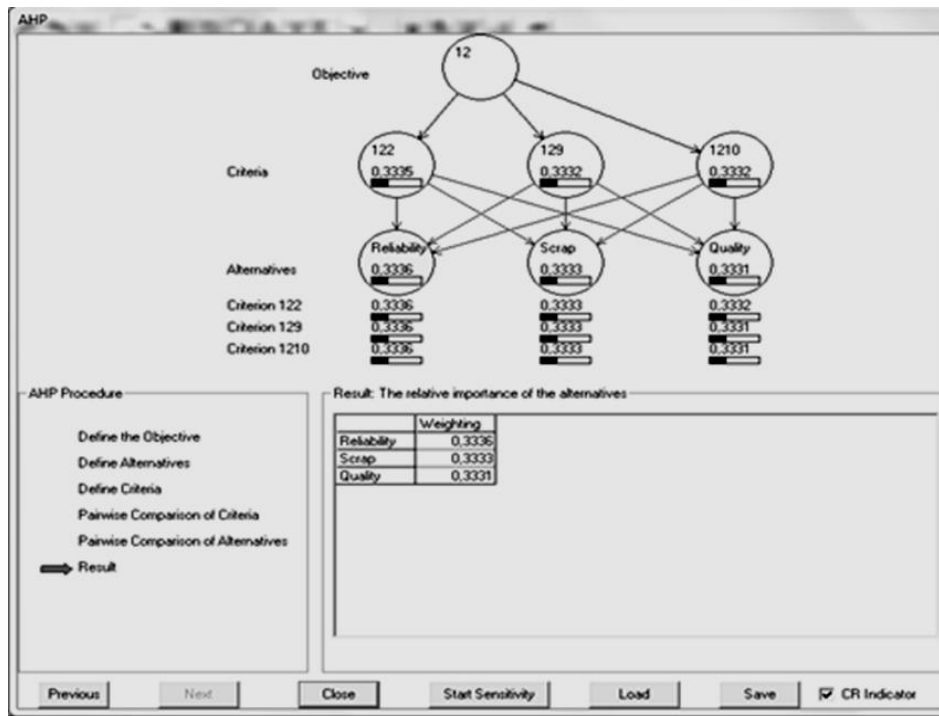 AHP
12
Objective
122 129 1210
Criteria 0,3335 0,3332 0,3332
Reliability Scrap Quality
Alternatives 0,3336 0,3333 0,3331
Criterion 122 0,3336 0,3333 0,3332
Criterion 129 0,3336 0,3333 0,3331
Criterion 1210 0,3336 0,3333 0,3331
AHP Procedure
Define the Objective
Define Alternatives
Define Criteria
Pairwise Comparison of Criteria
Pairwise Comparison of Alternatives
Result
Result: The relative importance of the alternatives
Weighting
Reliability 0,3336
Scrap 0,3333
Quality 0,3331
Previous Next Close Start Sensitivity Load Save CR Indicator